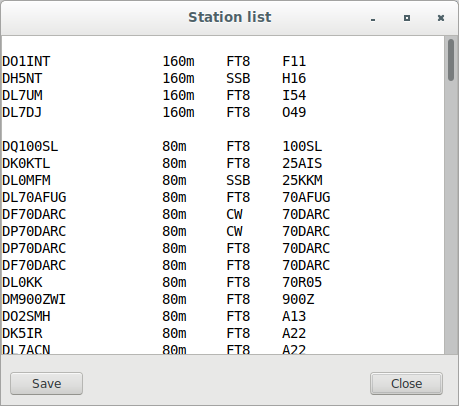 Station list
DO1INT 160m FT8 F11
DH5NT 160m SSB H16
DL7UM 160m FT8 I54
DL7DJ 160m FT8 O49
DQ100SL 80m FT8 100SL
DK0KTL 80m FT8 25AIS
DL0MFM 80m SSB 25KKM
DL70AFUG 80m FT8 70AFUG
DF70DARC 80m CW 70DARC
DP70DARC 80m CW 70DARC
DP70DARC 80m FT8 70DARC
DF70DARC 80m FT8 70DARC
DL0KK 80m FT8 70R05
DM900ZWI 80m FT8 900Z
DO2SMH 80m FT8 A13
DK5IR 80m FT8 A22
DL7ACN 80m FT8 A22
Save Close